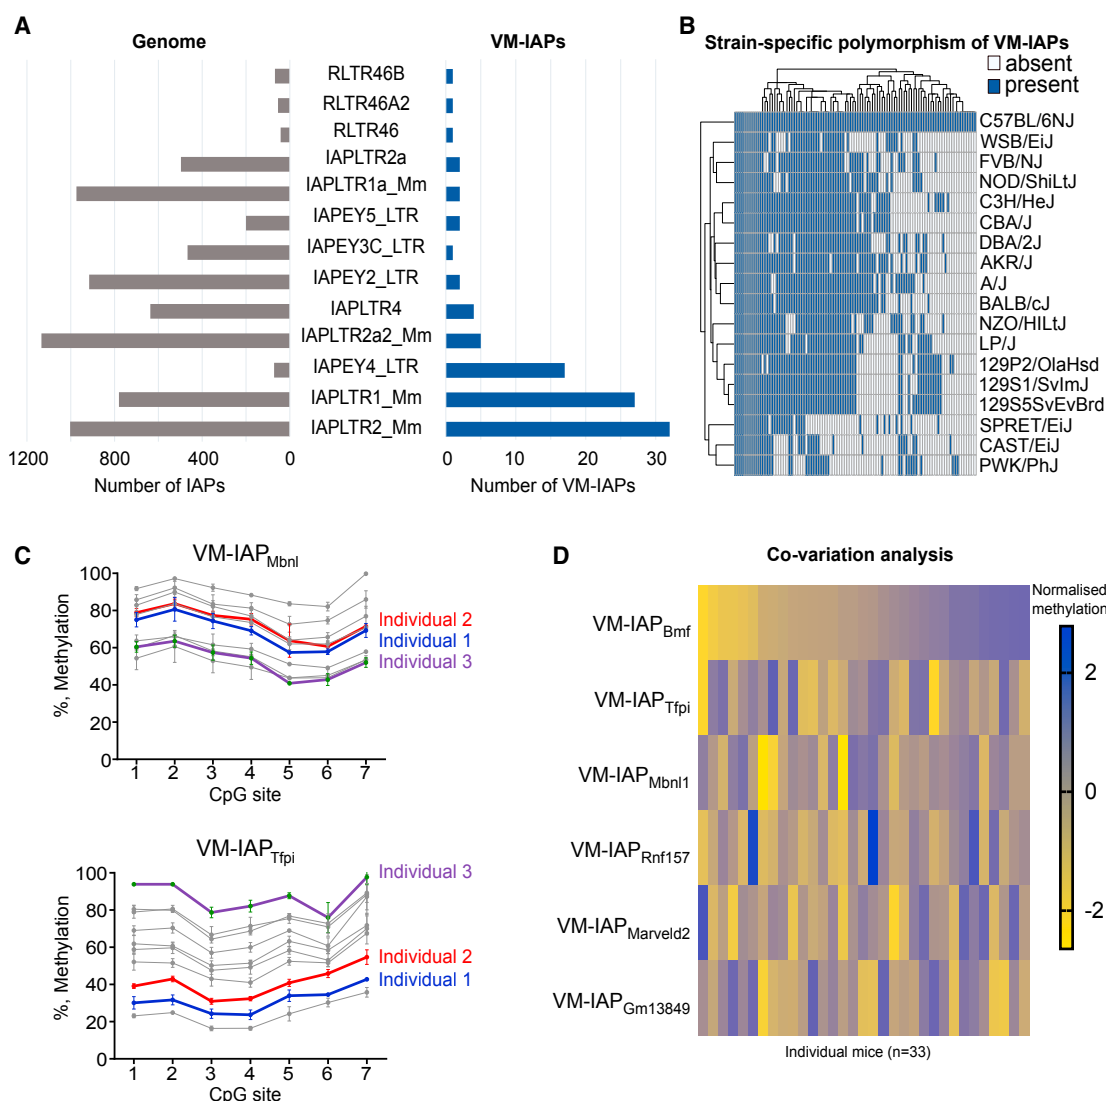 A
Genome
VM-IAPs
RLTR46B
RLTR46A2
RLTR46
IAPLTR2a
IAPLTR1a_Mm
IAPEY5_LTR
IAPEY3C_LTR
IAPEY2_LTR
IAPLTR4
IAPLTR2a2_Mm
IAPEY4_LTR
IAPLTR1_Mm
IAPLTR2_Mm
1200 800 400 0
0 10 20 30
Number of IAPs
Number of VM-IAPs
B
Strain-specific polymorphism of VM-IAPs
absent
present
C57BL/6NJ
WSB/EiJ
FVB/NJ
NOD/ShiLtJ
C3H/HeJ
CBA/J
DBA/2J
AKR/J
A/J
BALB/cJ
NZO/HILtJ
LP/J
129P2/OlaHsd
129S1/SvImJ
129S5SvEvBrd
SPRET/EiJ
CAST/EiJ
PWK/PhJ
C
VM-IAPMbnl
%, Methylation
100
80
60
40
20
0
1 2 3 4 5 6 7
CpG site
Individual 2
Individual 1
Individual 3
VM-IAPTfpi
%, Methylation
100
80
60
40
20
0
1 2 3 4 5 6 7
CpG site
Individual 3
Individual 2
Individual 1
D
Co-variation analysis
Normalised
methylation
VM-IAPBmf
VM-IAPTfpi
VM-IAPMbnl1
VM-IAPRnf157
VM-IAPMarveld2
VM-IAPGm13849
2
0
-2
Individual mice (n=33)